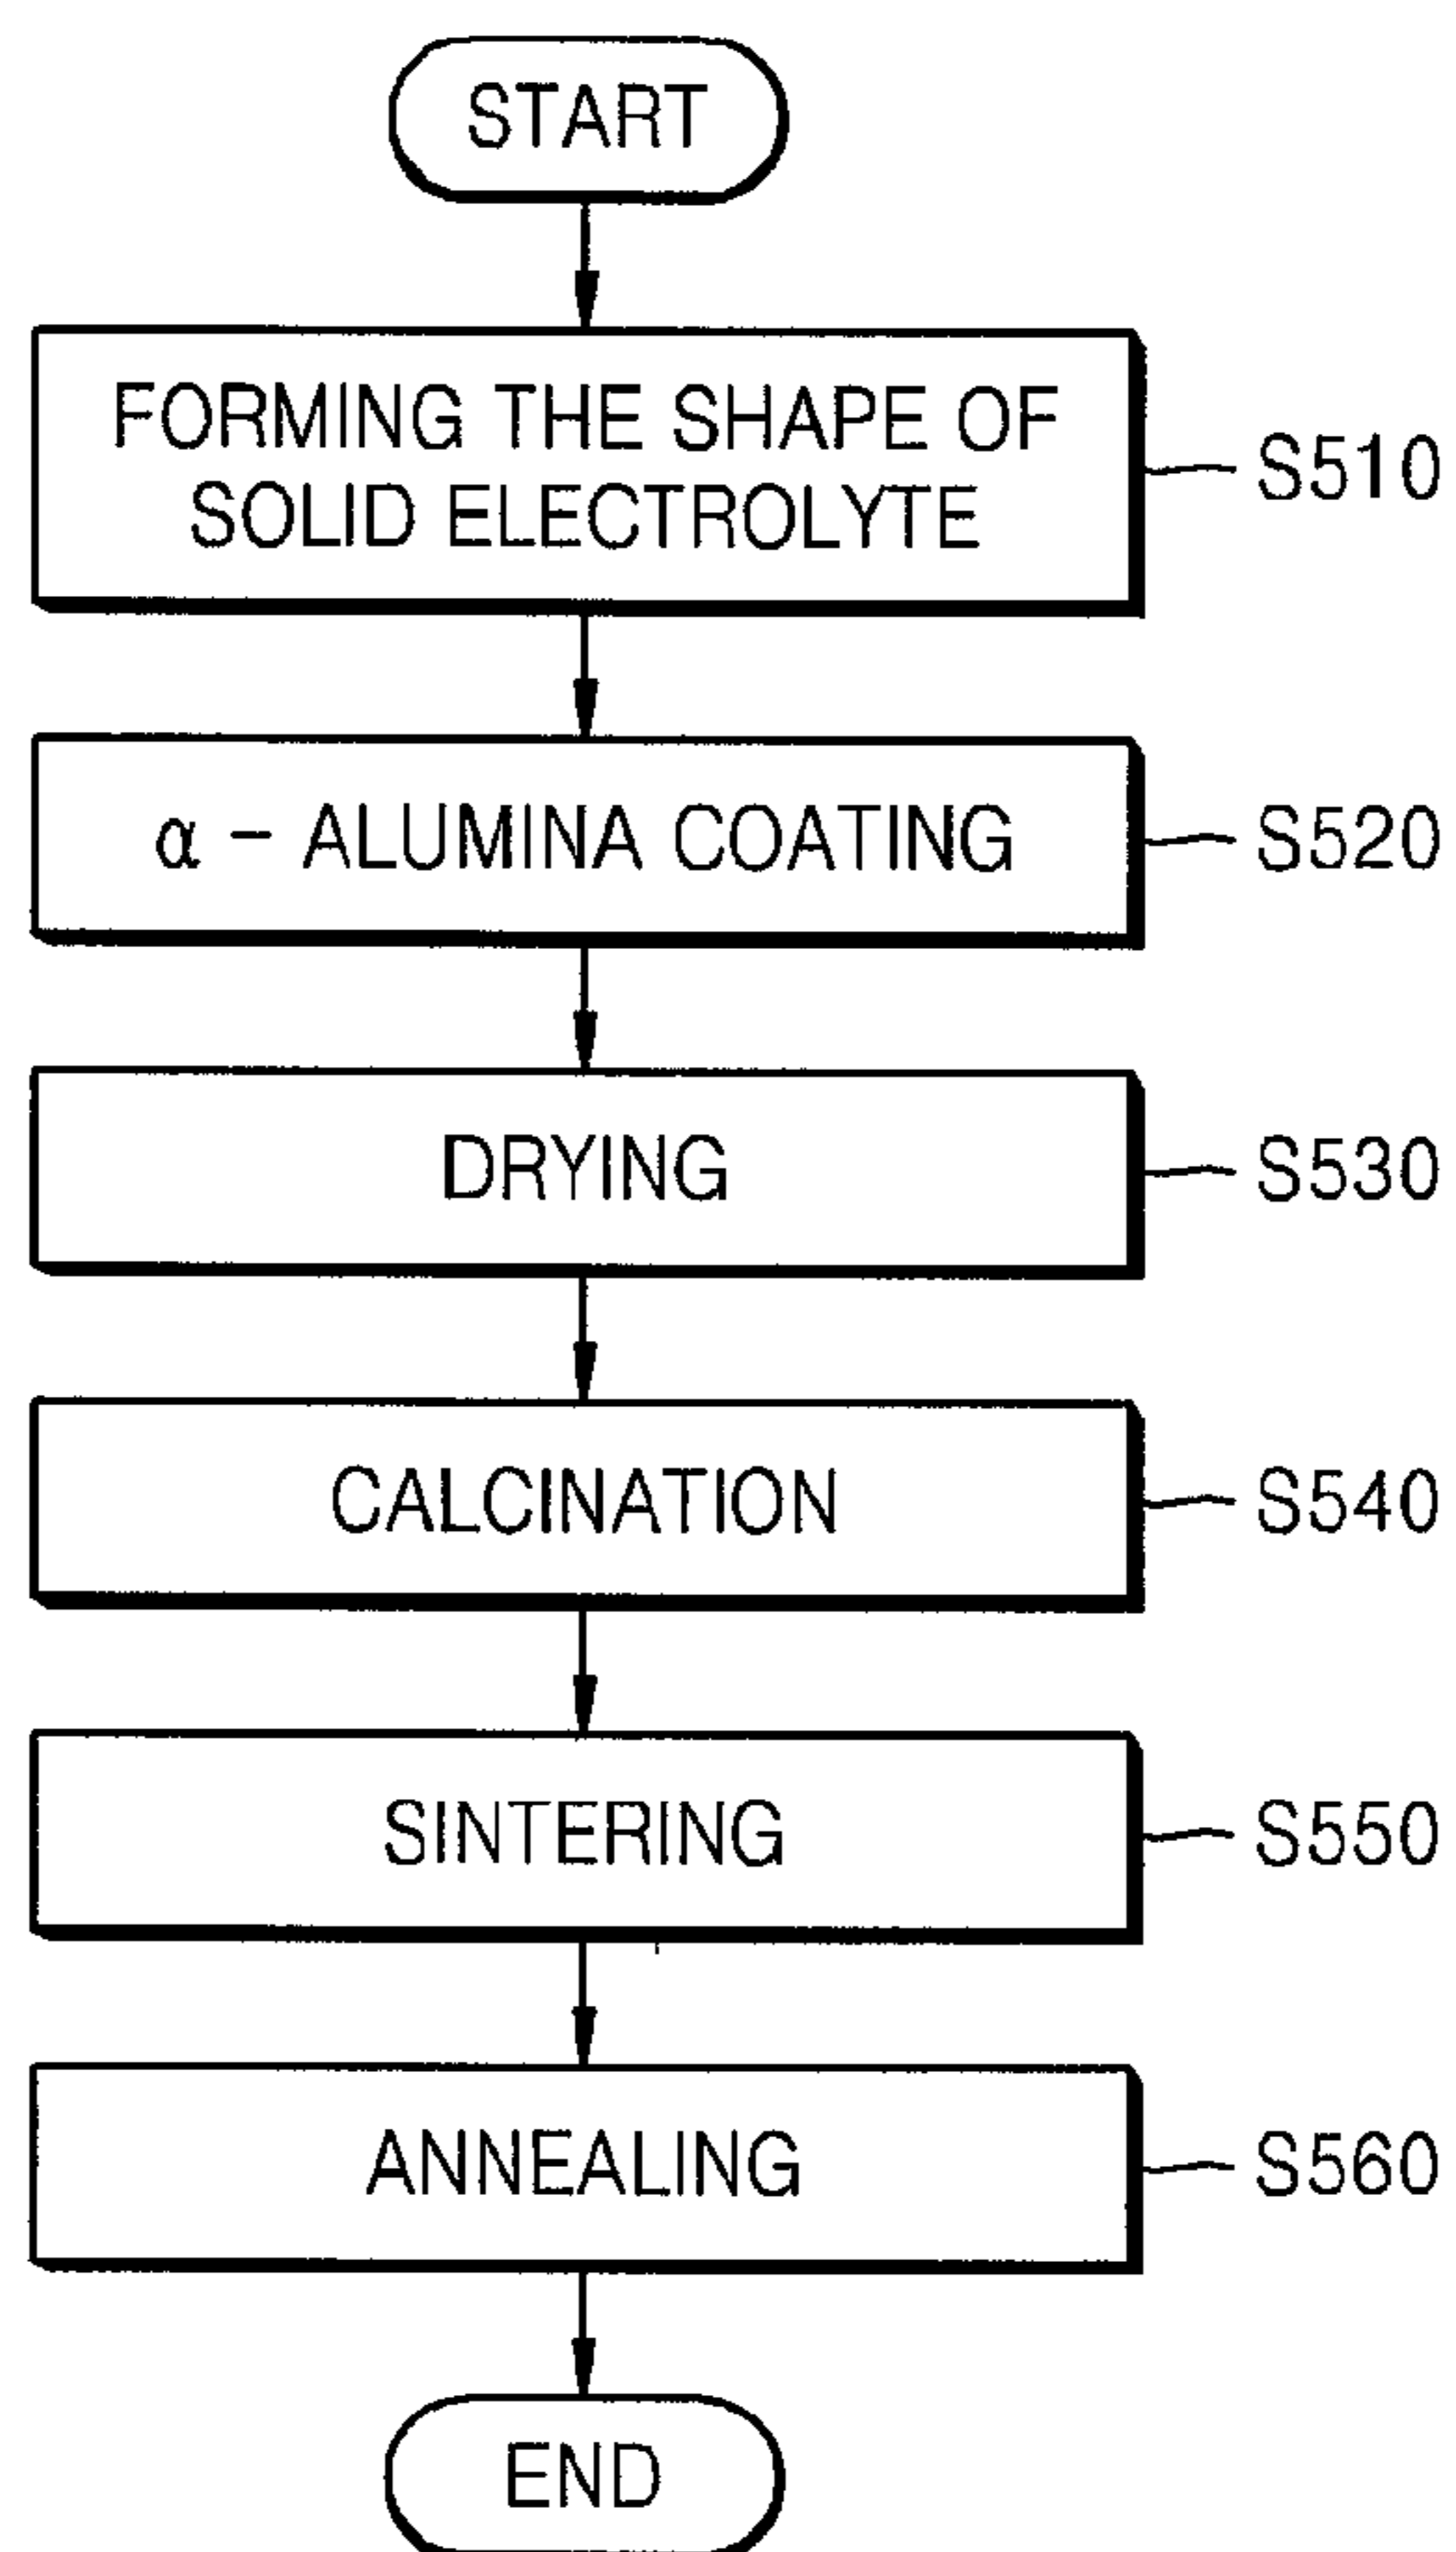 START
FORMING THE SHAPE OF
SOLID ELECTROLYTE
S510
α - ALUMINA COATING
S520
DRYING
S530
CALCINATION
S540
SINTERING
S550
ANNEALING
S560
END